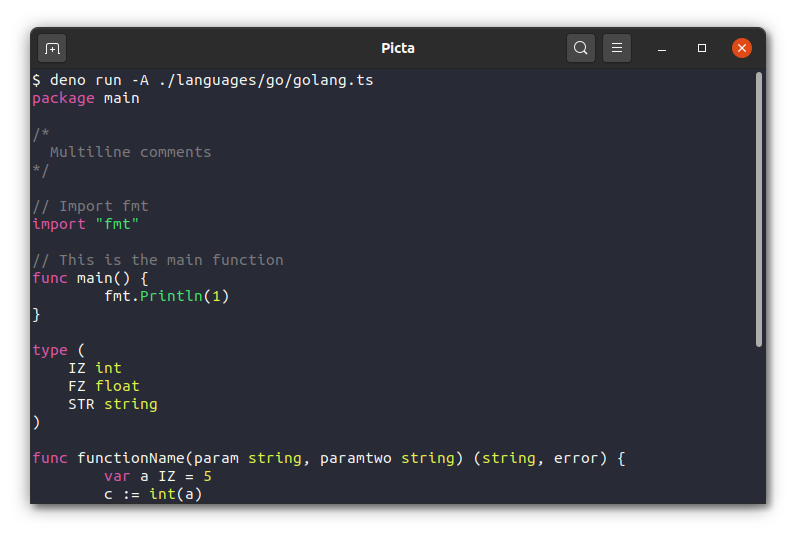 Picta
$ deno run -A ./languages/go/golang.ts
package main

/*
  Multiline comments
*/

// Import fmt
import "fmt"

// This is the main function
func main() {
        fmt.Println(1)
}

type (
    IZ int
    FZ float
    STR string
)

func functionName(param string, paramtwo string) (string, error) {
        var a IZ = 5
        c := int(a)